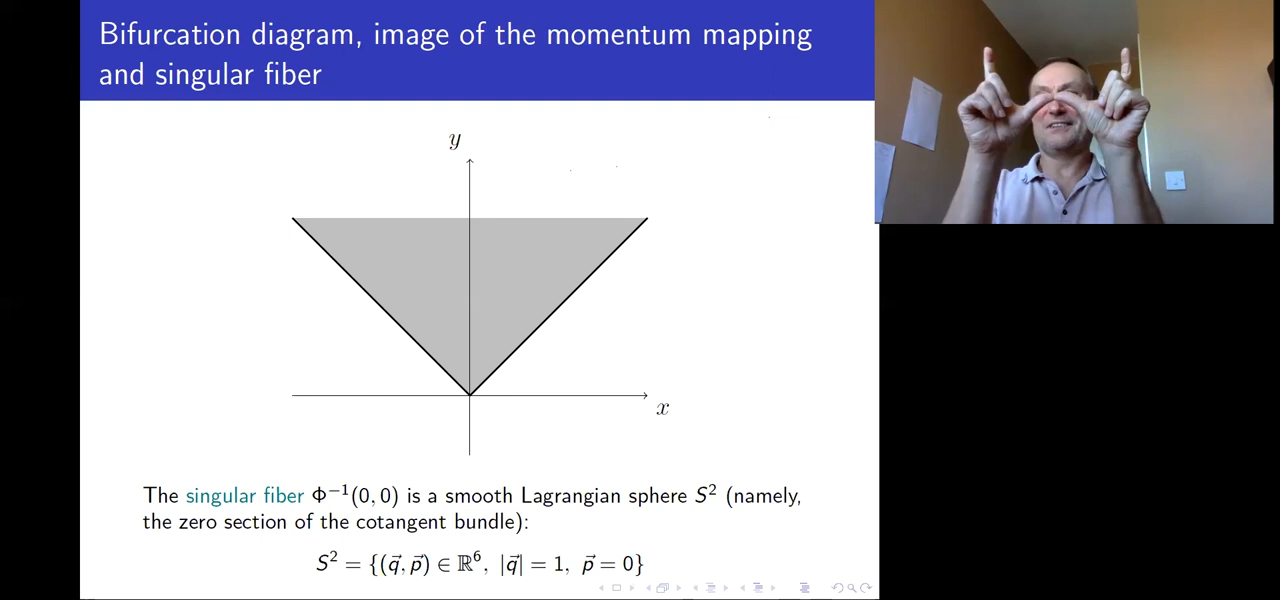 Bifurcation diagram, image of the momentum mapping
and singular fiber
y
x
The singular fiber Φ⁻¹(0, 0) is a smooth Lagrangian sphere S² (namely,
the zero section of the cotangent bundle):
S² = {(q⃗, p⃗) ∈ ℝ⁶, |q⃗| = 1, p⃗ = 0}